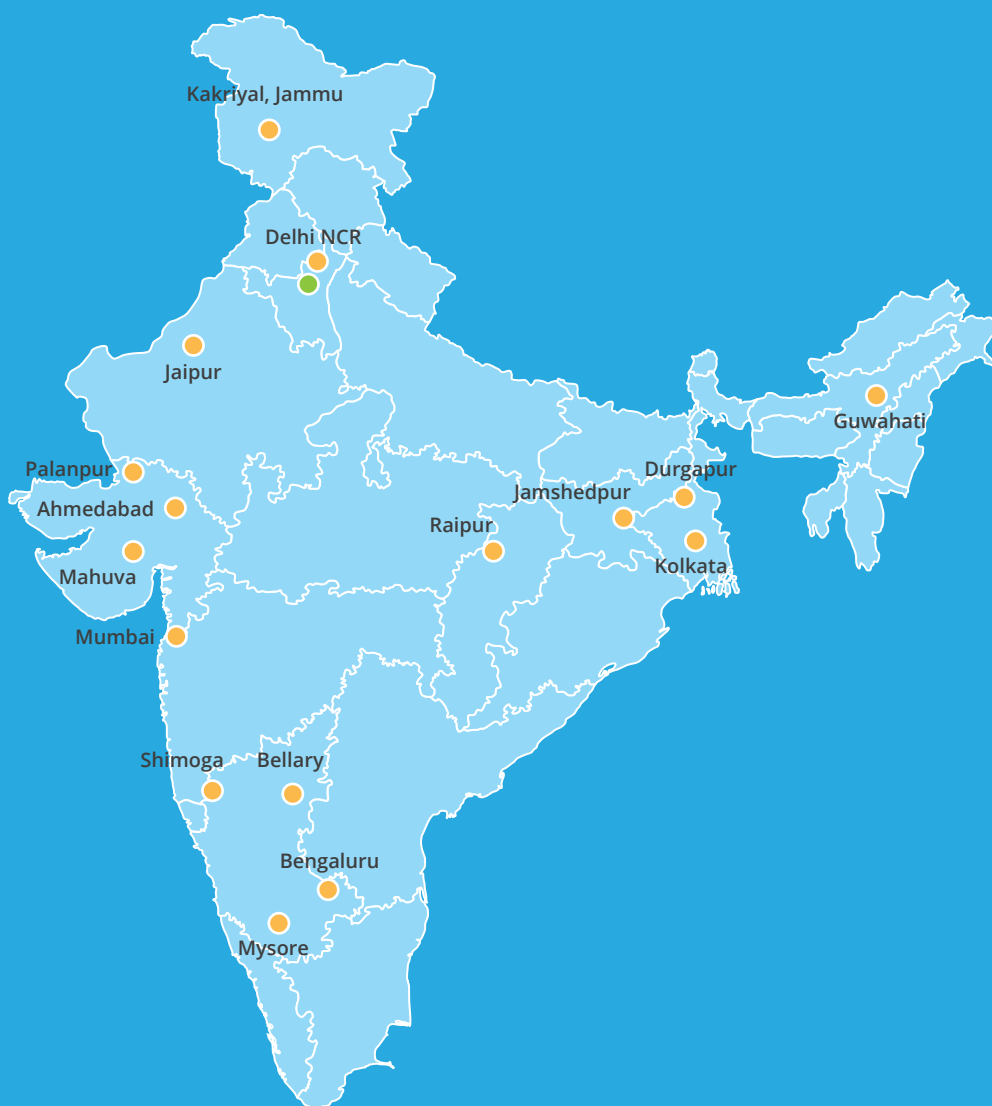 Kakriyal, Jammu
Delhi NCR
Jaipur
Guwahati
Palanpur
Durgapur
Jamshedpur
Ahmedabad
Raipur
Kolkata
Mahuva
Mumbai
Shimoga
Bellary
Bengaluru
Mysore